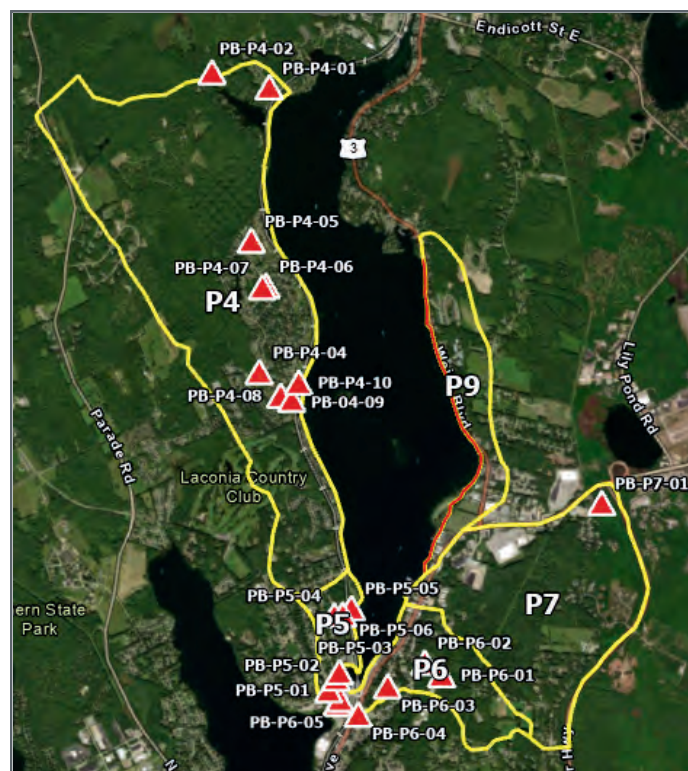 Endicott St E
PB-P4-02
PB-P4-01
3
PB-P4-05
PB-P4-07
PB-P4-06
P4
Lily Pond Rd
PB-P4-04
P9
PB-P4-10
PB-P4-08
PB-04-09
Parade Rd
Laconia Country
Club
PB-P7-01
PB-P5-04
PB-P5-05
ern State
Park
P5
P7
PB-P5-06
PB-P6-02
PB-P5-03
PB-P5-02
P6
PB-P6-01
PB-P5-01
PB-P6-03
PB-P6-05
PB-P6-04
Hwy
N